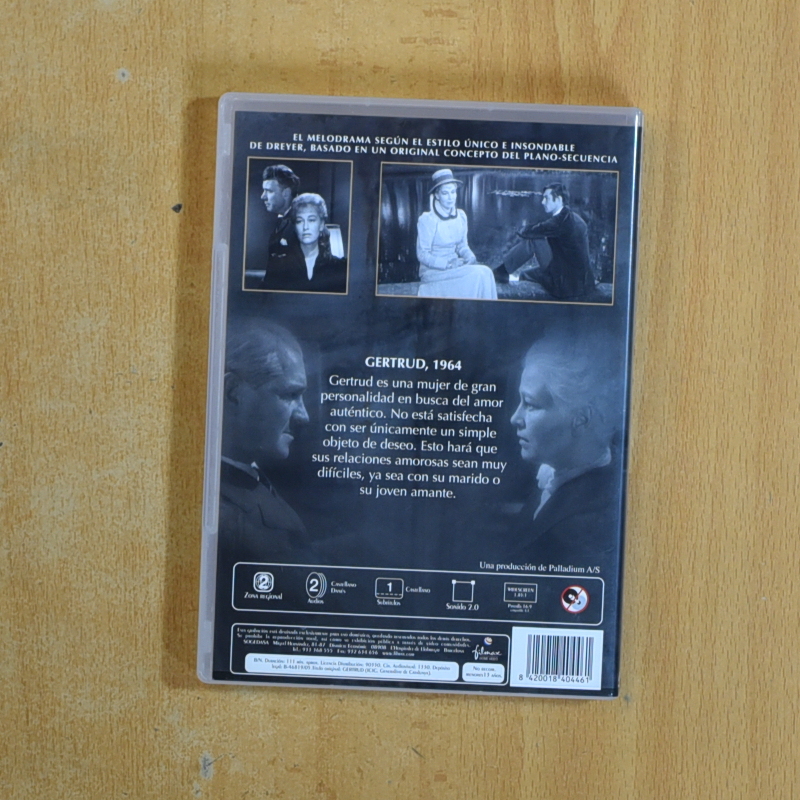 EL MELODRAMA SEGÚN EL ESTILO ÚNICO E INSONDABLE
DE DREYER, BASADO EN UN ORIGINAL CONCEPTO DEL PLANO-SECUENCIA
GERTRUD, 1964
Gertrud es una mujer de gran
personalidad en busca del amor
auténtico. No está satisfecha
con ser únicamente un simple
objeto de deseo. Esto hará que
sus relaciones amorosas sean muy
difíciles, ya sea con su marido o
su joven amante.
Una producción de Palladium A/S
2
ZONA REGIONAL
2
Audios
Castellano
Danés
1
Subtítulos
Castellano
Sonido 2.0
WIDESCREEN
filmax
8 420018 404461